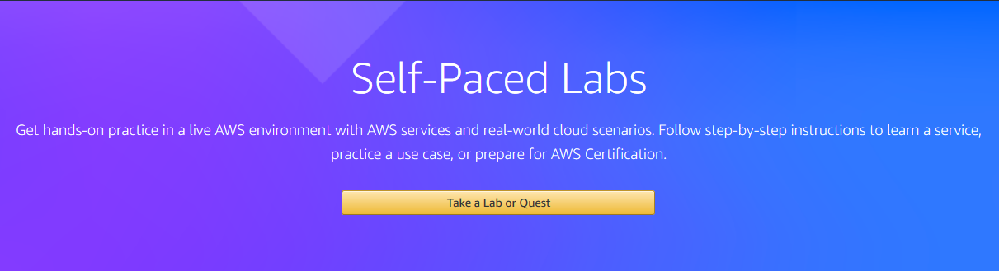 Self-Paced Labs
Get hands-on practice in a live AWS environment with AWS services and real-world cloud scenarios. Follow step-by-step instructions to learn a service,
practice a use case, or prepare for AWS Certification.
Take a Lab or Quest